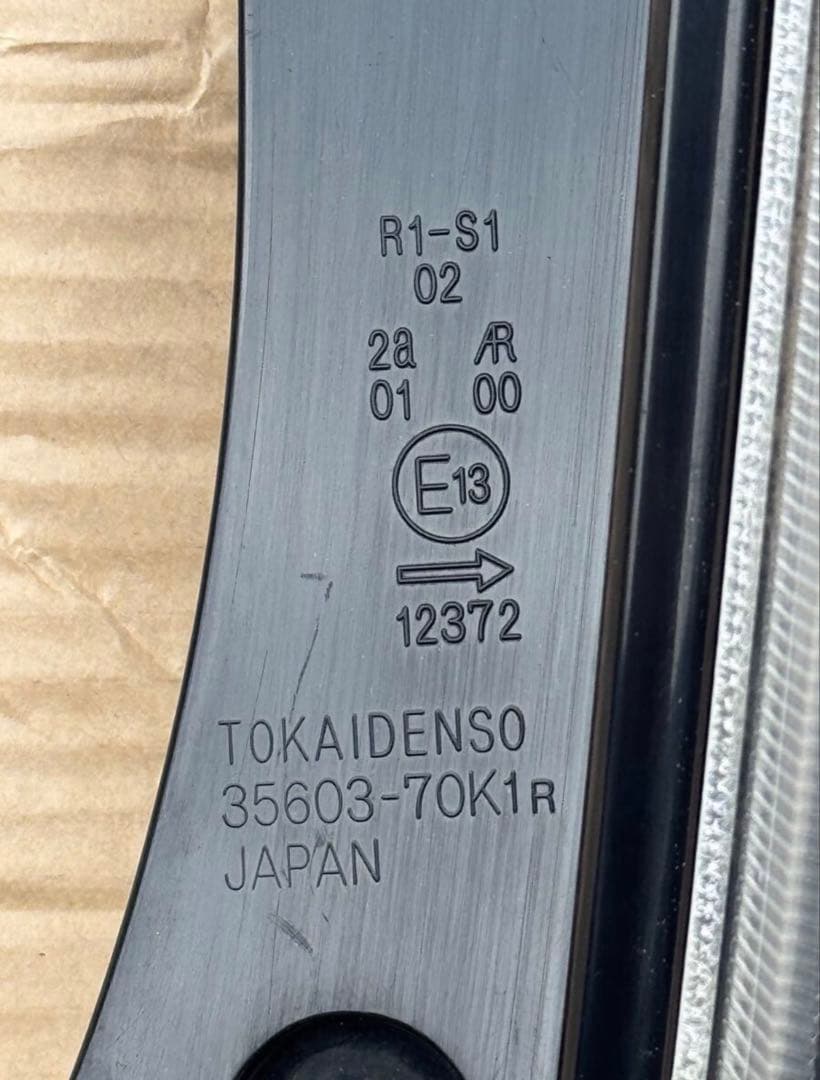 R1-S1
02
2a AR
01 00
E13
→
12372
TOKAIDENSO
35603-70K1R
JAPAN